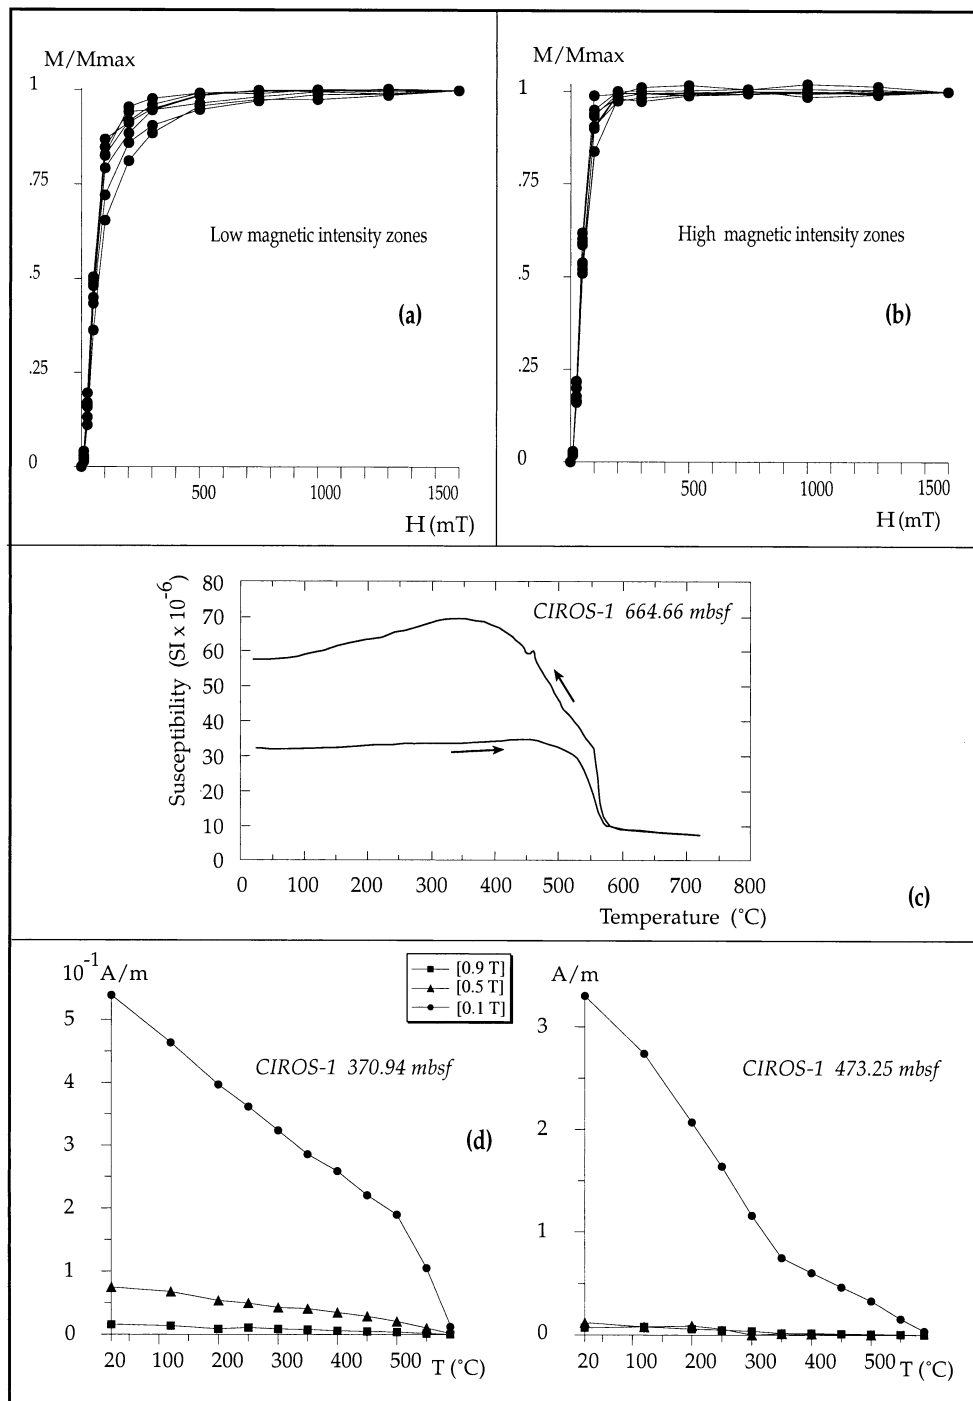 M/Mmax
1
.75
.5
.25
0
Low magnetic intensity zones
(a)
500 1000 1500
H (mT)
M/Mmax
1
.75
.5
.25
0
High magnetic intensity zones
(b)
500 1000 1500
H (mT)
Susceptibility (SI x 10-6)
80
70
60
50
40
30
20
10
0
CIROS-1 664.66 mbsf
0 100 200 300 400 500 600 700 800
Temperature (°C)
(c)
10-1 A/m
5
4
3
2
1
0
[0.9 T]
[0.5 T]
[0.1 T]
CIROS-1 370.94 mbsf
20 100 200 300 400 500 T (°C)
(d)
A/m
3
2
1
0
CIROS-1 473.25 mbsf
20 100 200 300 400 500 T (°C)